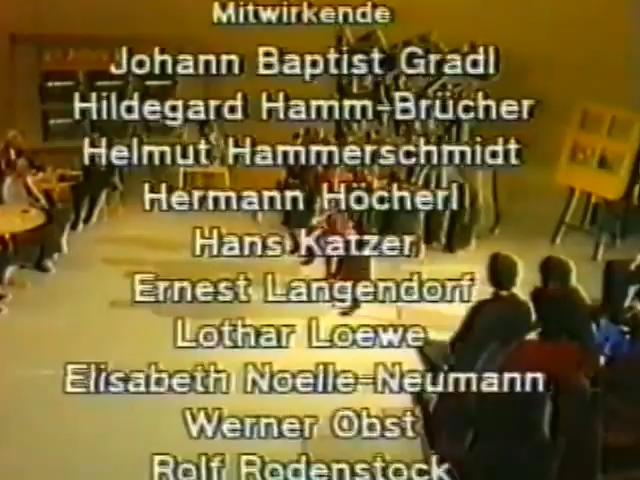 Mitwirkende
Johann Baptist Gradl
Hildegard Hamm-Brücher
Helmut Hammerschmidt
Hermann Höcherl
Hans Katzer
Ernest Langendorf
Lothar Loewe
Elisabeth Noelle-Neumann
Werner Obst
Rolf Rodenstock